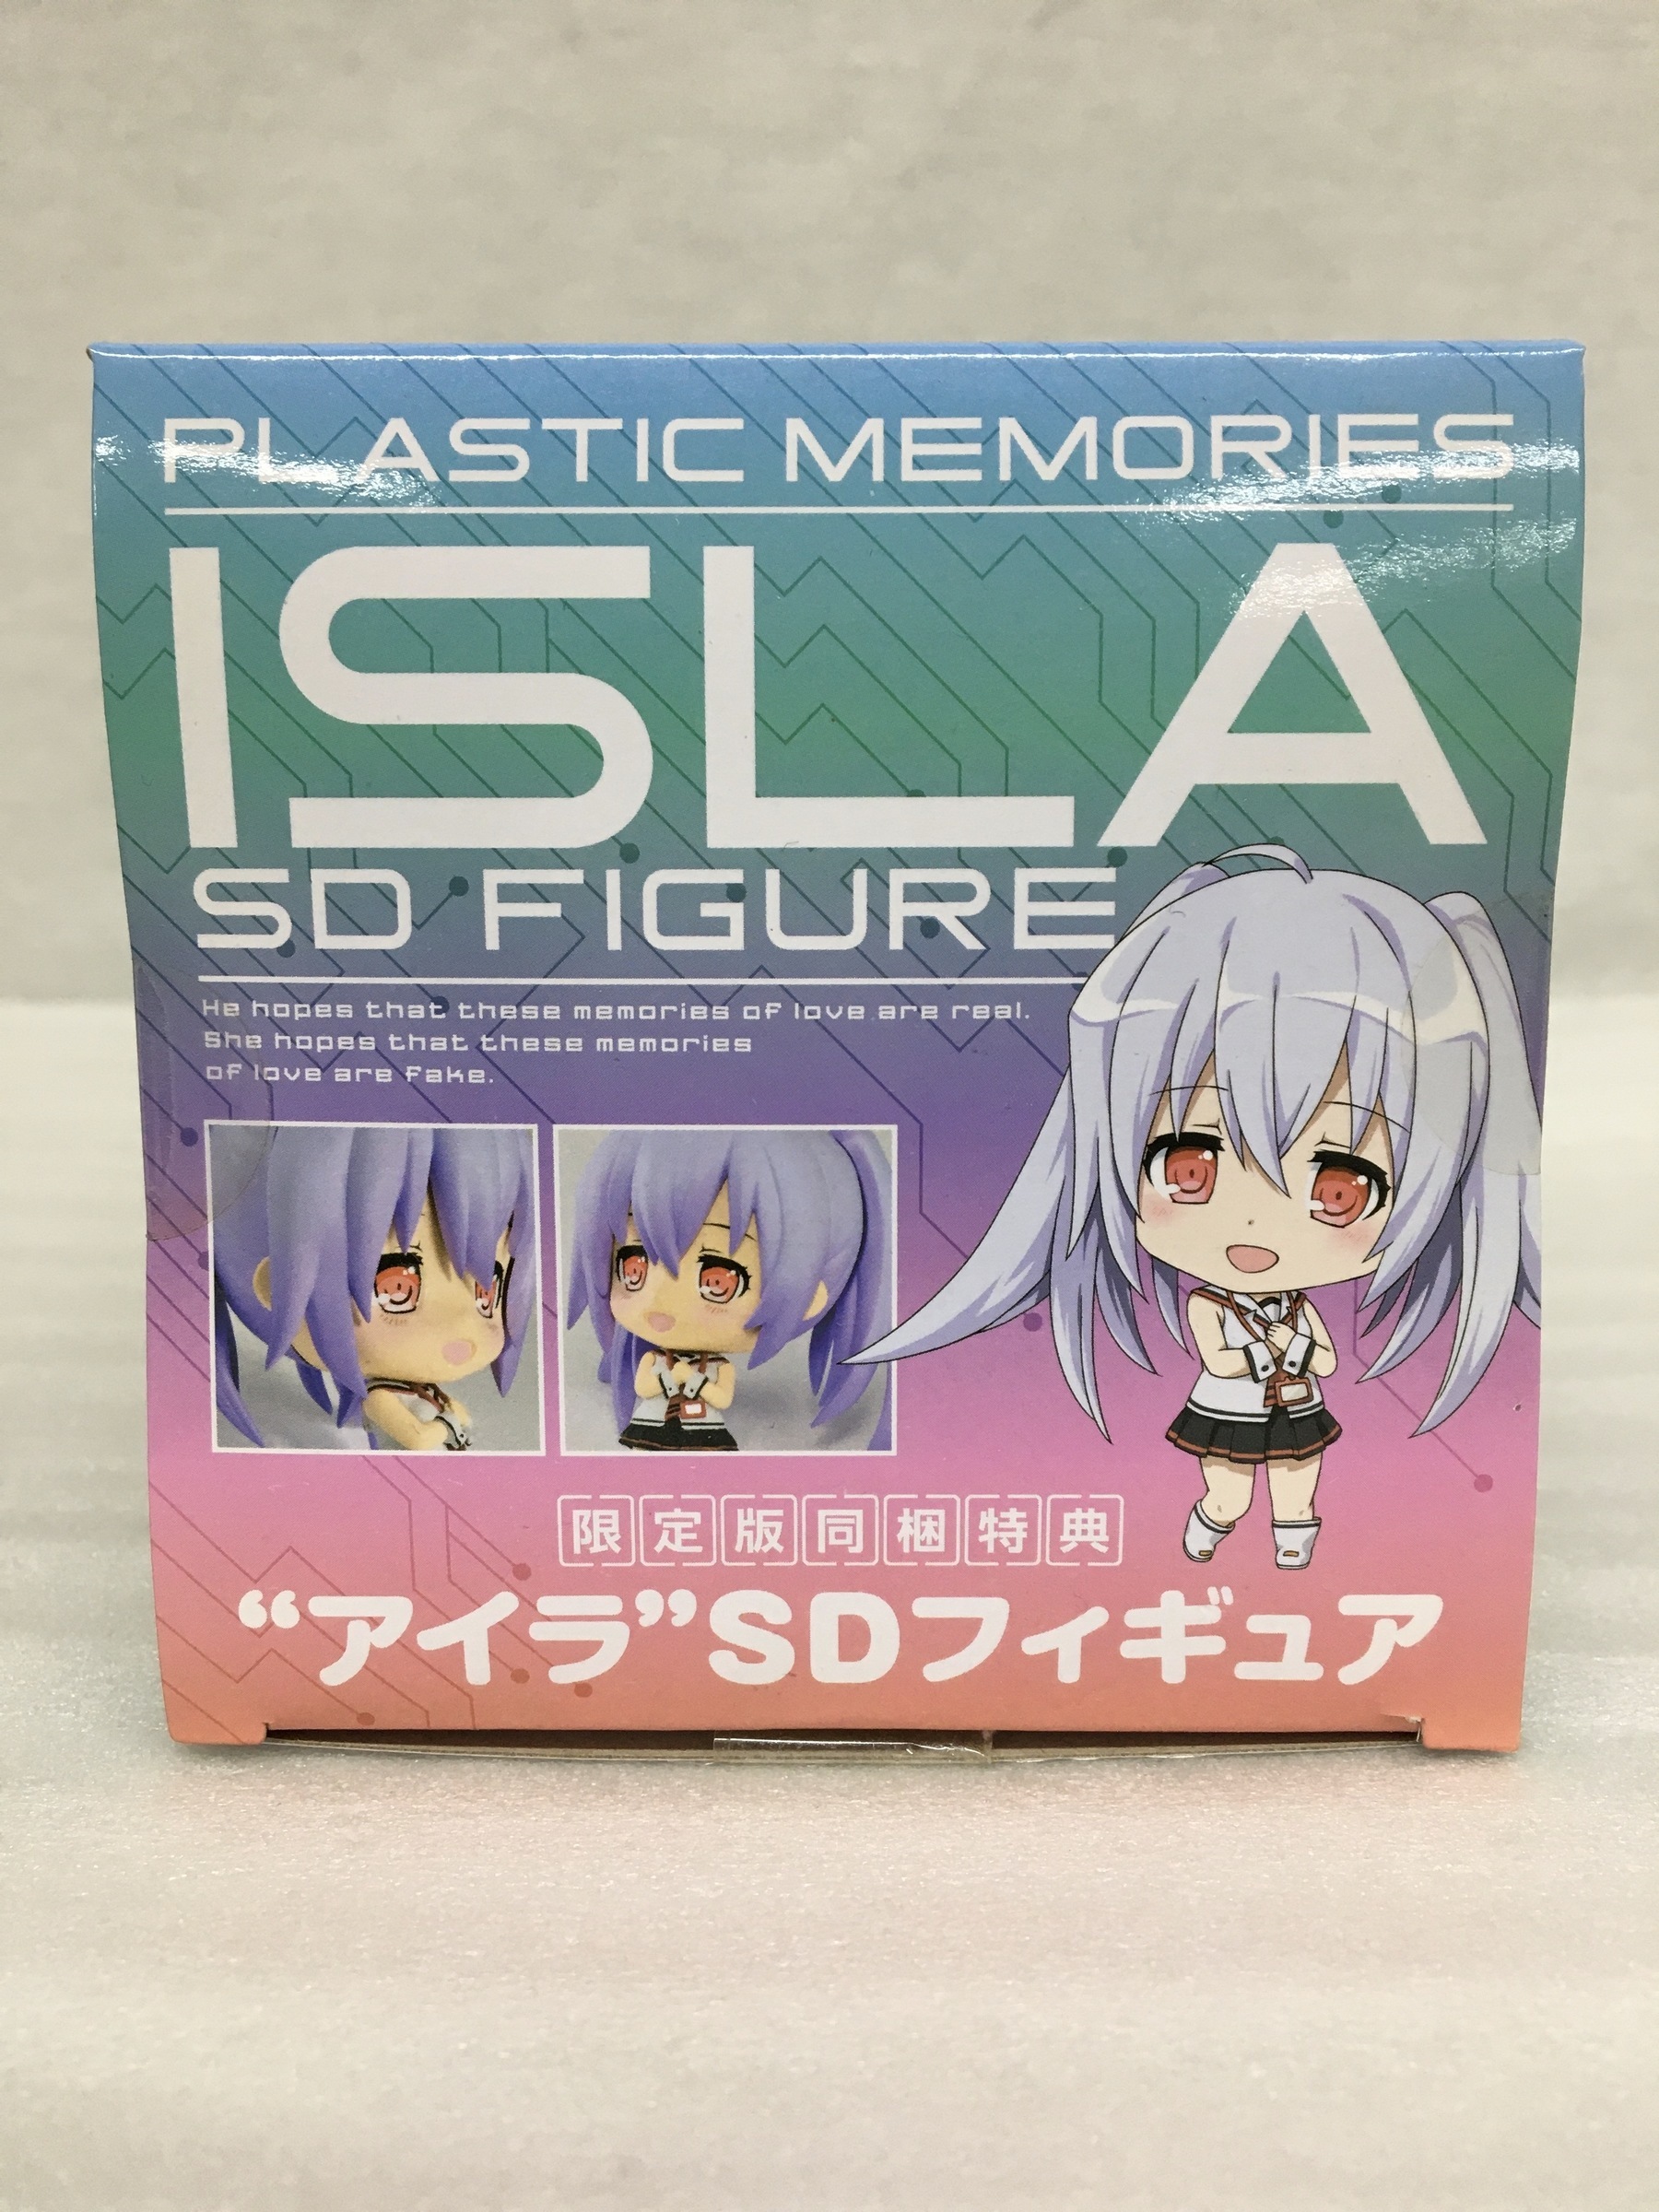 PLASTIC MEMORIES
ISLA
SD FIGURE
He hopes that these memories of love are real.
She hopes that these memories
of love are fake.
限定版同梱特典
“アイラ”SDフィギュア